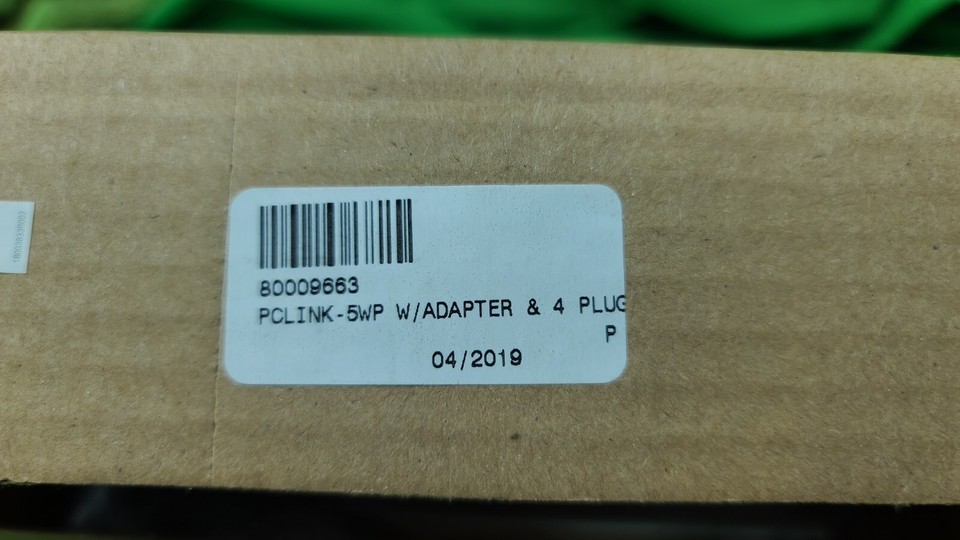 80009663
PCLINK-5WP W/ADAPTER & 4 PLUG
P
04/2019